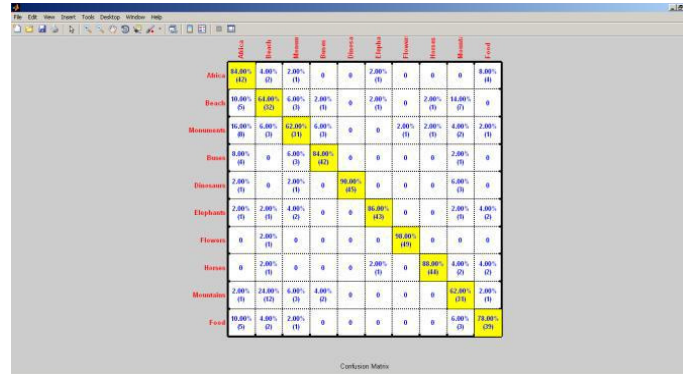 File Edit View Insert Tools Desktop Window Help
Africa Beach Monum Buses Dinosa Elepha Flower Horses Mounta Food
Africa 84.00% 4.00% 2.00% 0 0 2.00% 0 0 0 8.00%
(42) (2) (1) (1) (4)
Beach 10.00% 64.00% 6.00% 2.00% 0 2.00% 0 2.00% 14.00% 0
(5) (32) (3) (1) (1) (1) (7)
Monuments 16.00% 6.00% 62.00% 6.00% 0 0 2.00% 2.00% 4.00% 2.00%
(8) (3) (31) (3) (1) (1) (2) (1)
Buses 8.00% 0 6.00% 84.00% 0 0 0 0 2.00% 0
(4) (3) (42) (1)
Dinosaurs 2.00% 0 2.00% 0 90.00% 0 0 0 6.00% 0
(1) (1) (45) (3)
Elephants 2.00% 2.00% 4.00% 0 0 86.00% 0 0 2.00% 4.00%
(1) (1) (2) (43) (1) (2)
Flowers 0 2.00% 0 0 0 0 98.00% 0 0 0
(1) (49)
Horses 0 2.00% 0 0 0 2.00% 0 88.00% 4.00% 4.00%
(1) (1) (44) (2) (2)
Mountains 2.00% 24.00% 6.00% 4.00% 0 0 0 0 62.00% 2.00%
(1) (12) (3) (2) (31) (1)
Food 10.00% 4.00% 2.00% 0 0 0 0 0 6.00% 78.00%
(5) (2) (1) (3) (39)
Confusion Matrix